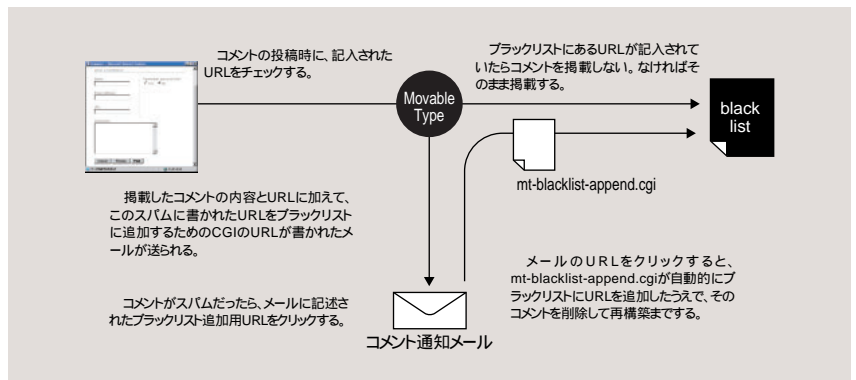 コメントの投稿時に、記入された
URLをチェックする。
ブラックリストにあるURLが記入されて
いたらコメントを掲載しない。なければそ
のまま掲載する。
Movable
Type
black
list
mt-blacklist-append.cgi
掲載したコメントの内容とURLに加えて、
このスパムに書かれたURLをブラックリスト
に追加するためのCGIのURLが書かれたメ
ールが送られる。
コメントがスパムだったら、メールに記述さ
れたブラックリスト追加用URLをクリックする。
メールのURLをクリックすると、
mt-blacklist-append.cgiが自動的にブ
ラックリストにURLを追加したうえで、その
コメントを削除して再構築までする。
コメント通知メール